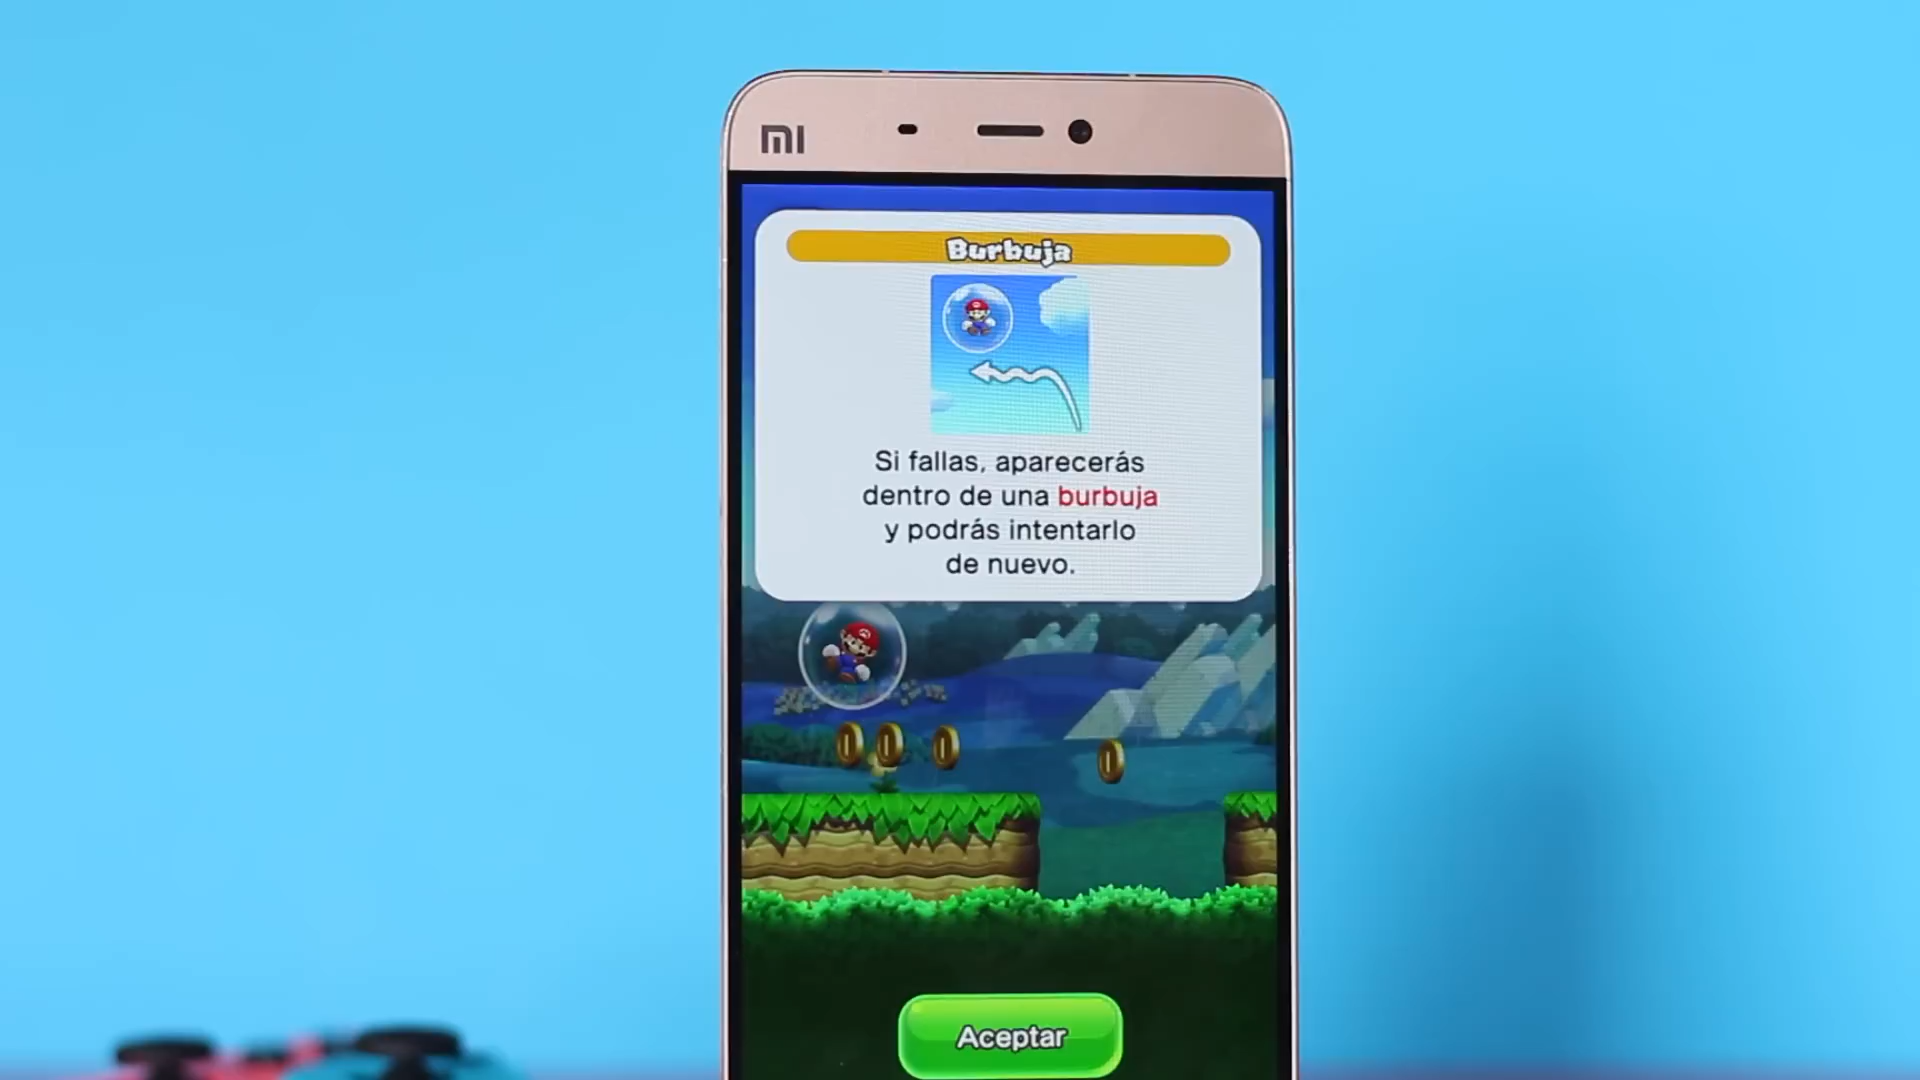 mi
Burbuja
Si fallas, aparecerás
dentro de una burbuja
y podrás intentarlo
de nuevo.
Aceptar